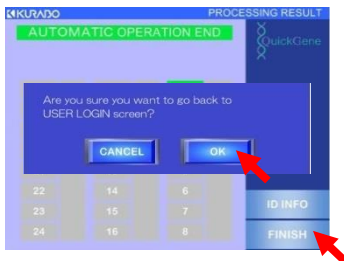 KURABO PROCESSING RESULT
AUTOMATIC OPERATION END
QuickGene
Are you sure you want to go back to
USER LOGIN screen?
CANCEL OK
22 14 6
23 15 7
24 16 8
ID INFO
FINISH